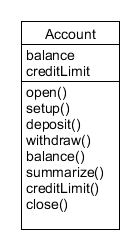 Account
balance
creditLimit
open()
setup()
deposit()
withdraw()
balance()
summarize()
creditLimit()
close()